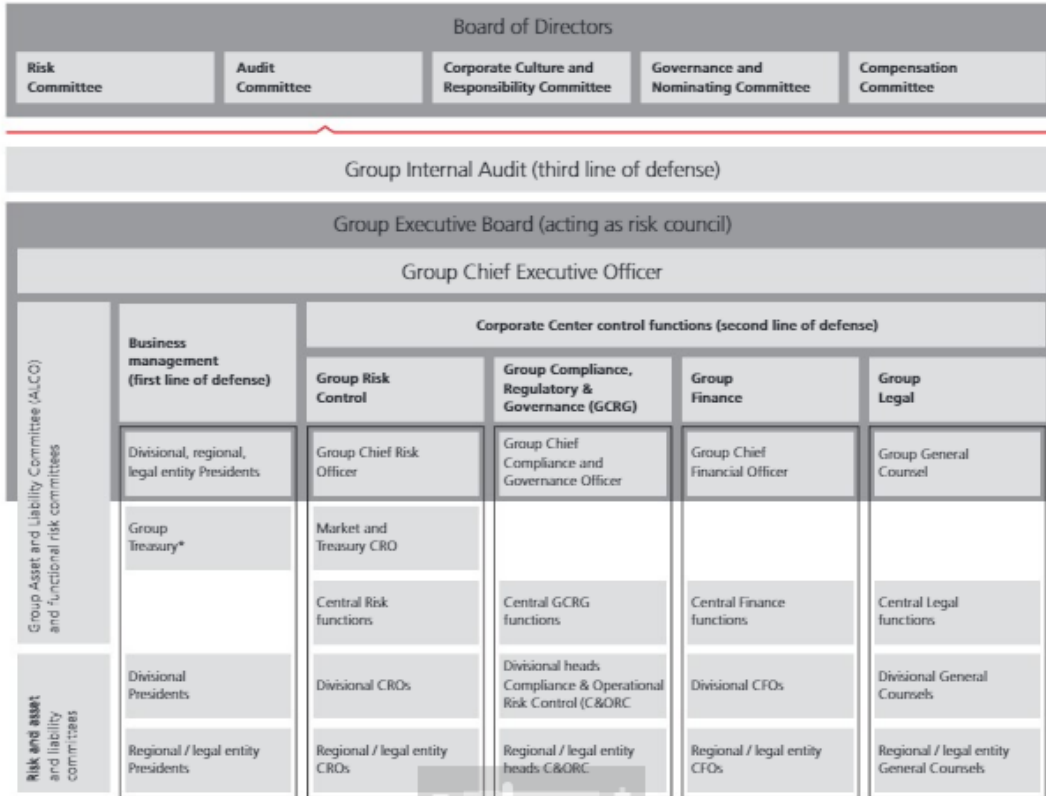 Board of Directors
Risk
Committee
Audit
Committee
Corporate Culture and
Responsibility Committee
Governance and
Nominating Committee
Compensation
Committee
Group Internal Audit (third line of defense)
Group Executive Board (acting as risk council)
Group Chief Executive Officer
Group Asset and Liability Committee (ALCO)
and functional risk committees
Business
management
(first line of defense)
Corporate Center control functions (second line of defense)
Group Risk
Control
Group Compliance,
Regulatory &
Governance (GCRG)
Group
Finance
Group
Legal
Divisional, regional,
legal entity Presidents
Group Chief Risk
Officer
Group Chief
Compliance and
Governance Officer
Group Chief
Financial Officer
Group General
Counsel
Group
Treasury*
Market and
Treasury CRO
Central Risk
functions
Central GCRG
functions
Central Finance
functions
Central Legal
functions
Risk and asset
and liability
committees
Divisional
Presidents
Divisional CROs
Divisional heads
Compliance & Operational
Risk Control (C&ORC
Divisional CFOs
Divisional General
Counsels
Regional / legal entity
Presidents
Regional / legal entity
CROs
Regional / legal entity
heads C&ORC
Regional / legal entity
CFOs
Regional / legal entity
General Counsels